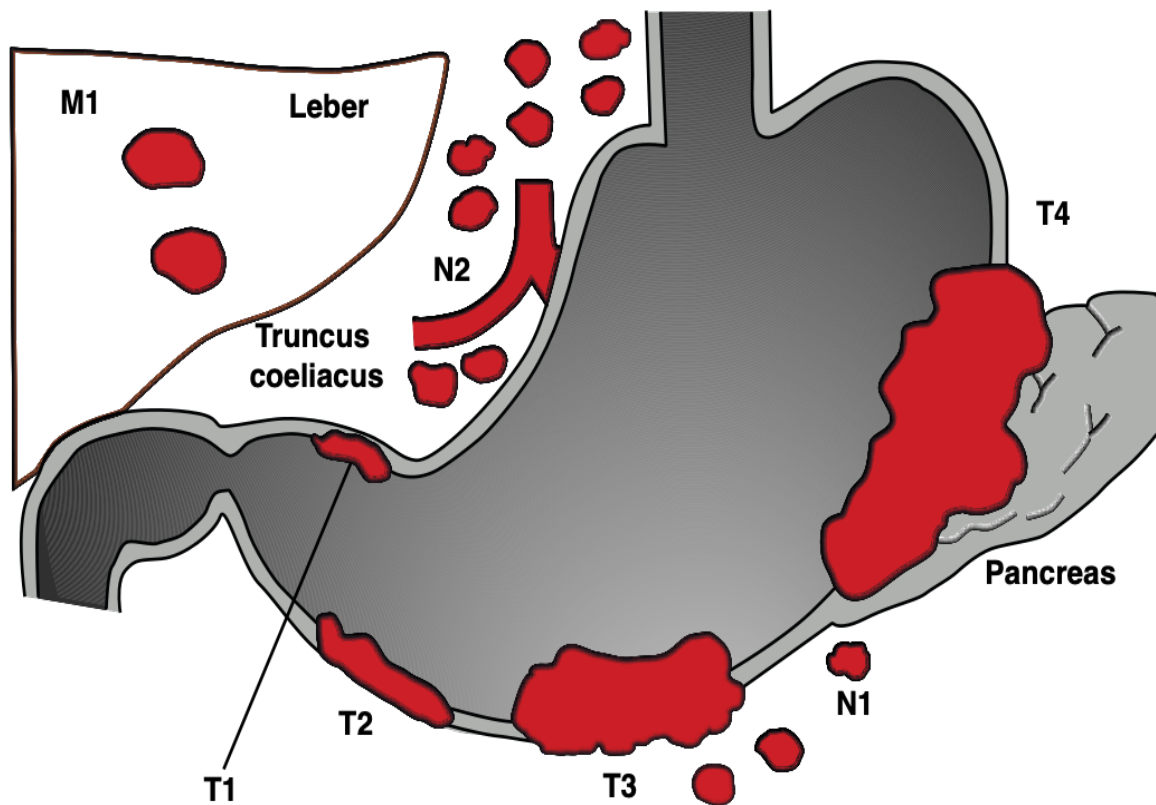 M1
Leber
T4
N2
Truncus
coeliacus
Pancreas
N1
T2
T3
T1